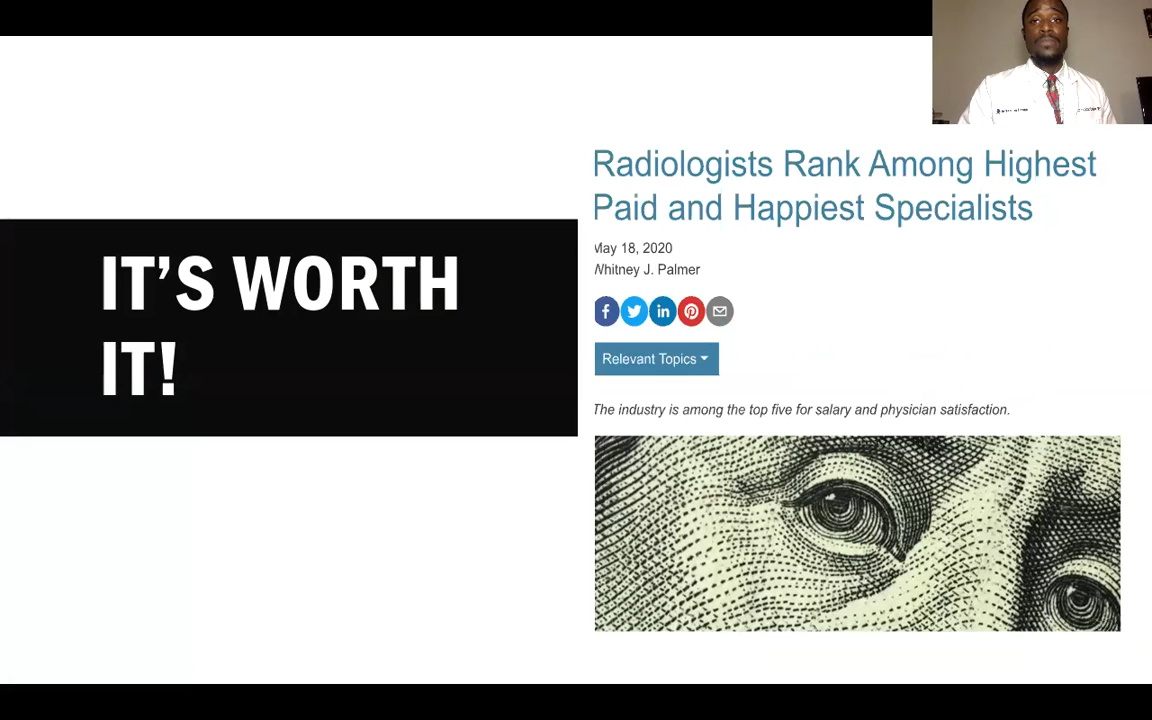 IT’S WORTH
IT!
Radiologists Rank Among Highest
Paid and Happiest Specialists
May 18, 2020
Whitney J. Palmer
f
in
Relevant Topics
The industry is among the top five for salary and physician satisfaction.